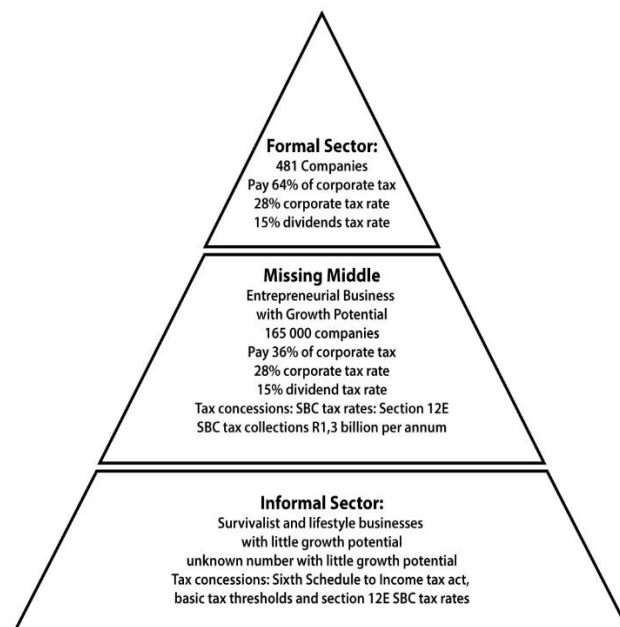 Formal Sector:
481 Companies
Pay 64% of corporate tax
28% corporate tax rate
15% dividends tax rate
Missing Middle
Entrepreneurial Business
with Growth Potential
165 000 companies
Pay 36% of corporate tax
28% corporate tax rate
15% dividend tax rate
Tax concessions: SBC tax rates: Section 12E
SBC tax collections R1,3 billion per annum
Informal Sector:
Survivalist and lifestyle businesses
with little growth potential
unknown number with little growth potential
Tax concessions: Sixth Schedule to Income tax act,
basic tax thresholds and section 12E SBC tax rates